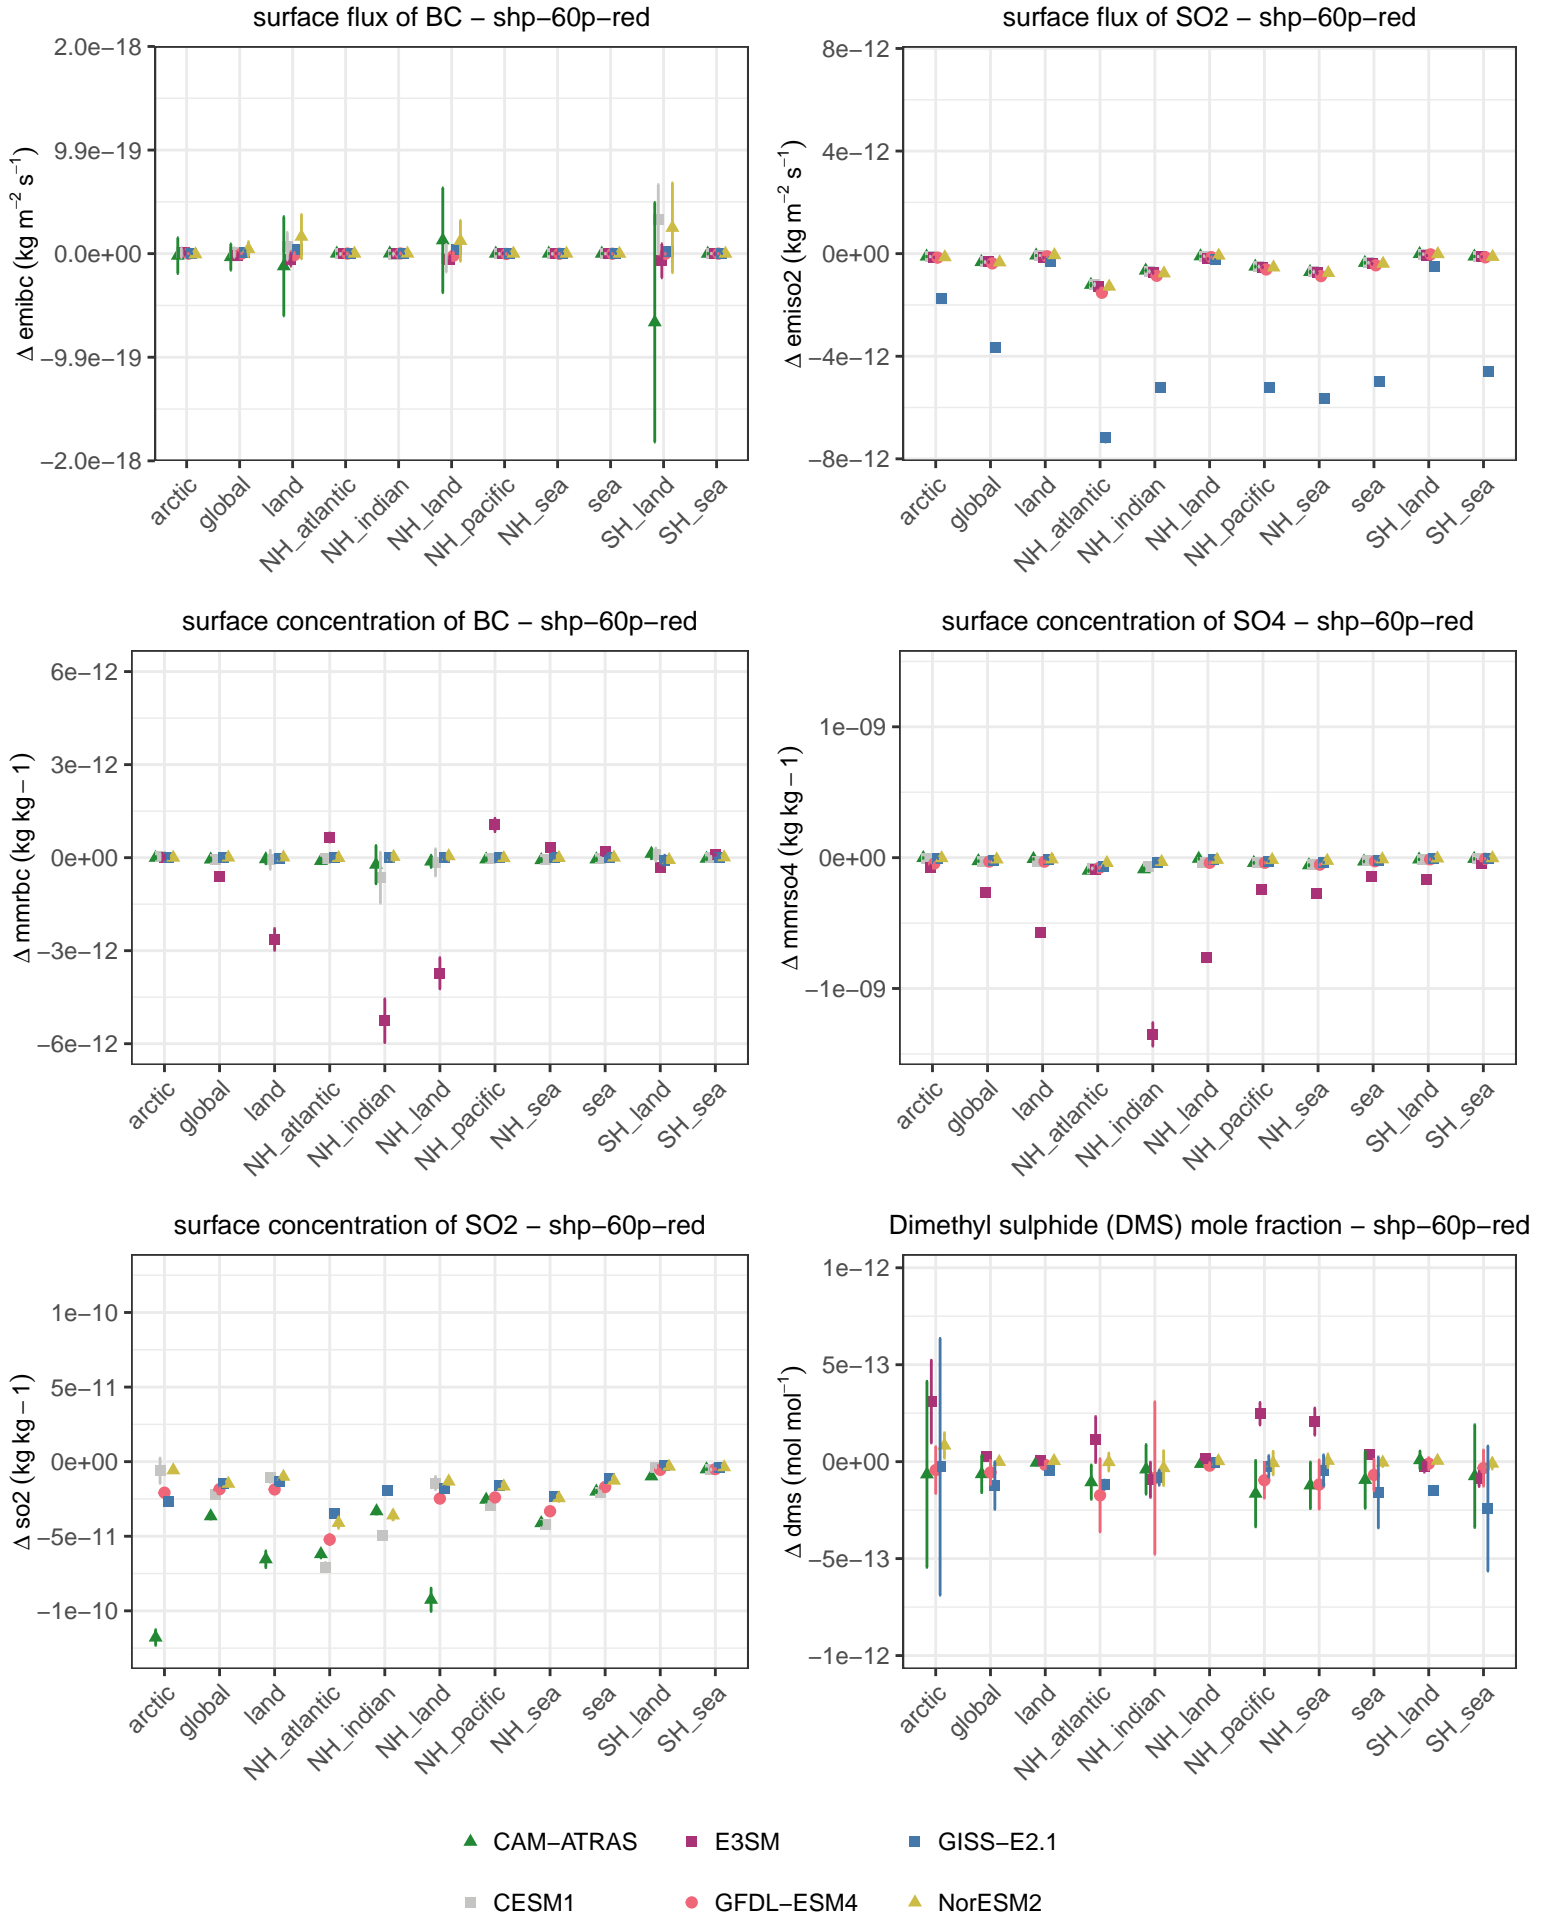 surface flux of BC − shp−60p−red
2.0e−18
9.9e−19
0.0e+00
−9.9e−19
−2.0e−18
Δ emibc (kg m−2 s−1)
arctic
global
land
NH_atlantic
NH_indian
NH_land
NH_pacific
NH_sea
sea
SH_land
SH_sea
surface flux of SO2 − shp−60p−red
8e−12
4e−12
0e+00
−4e−12
−8e−12
Δ emiso2 (kg m−2 s−1)
arctic
global
land
NH_atlantic
NH_indian
NH_land
NH_pacific
NH_sea
sea
SH_land
SH_sea
surface concentration of BC − shp−60p−red
6e−12
3e−12
0e+00
−3e−12
−6e−12
Δ mmrbc (kg kg − 1)
arctic
global
land
NH_atlantic
NH_indian
NH_land
NH_pacific
NH_sea
sea
SH_land
SH_sea
surface concentration of SO4 − shp−60p−red
1e−09
0e+00
−1e−09
Δ mmrso4 (kg kg − 1)
arctic
global
land
NH_atlantic
NH_indian
NH_land
NH_pacific
NH_sea
sea
SH_land
SH_sea
surface concentration of SO2 − shp−60p−red
1e−10
5e−11
0e+00
−5e−11
−1e−10
Δ so2 (kg kg − 1)
arctic
global
land
NH_atlantic
NH_indian
NH_land
NH_pacific
NH_sea
sea
SH_land
SH_sea
Dimethyl sulphide (DMS) mole fraction − shp−60p−red
1e−12
5e−13
0e+00
−5e−13
−1e−12
Δ dms (mol mol−1)
arctic
global
land
NH_atlantic
NH_indian
NH_land
NH_pacific
NH_sea
sea
SH_land
SH_sea
CAM−ATRAS
E3SM
GISS−E2.1
CESM1
GFDL−ESM4
NorESM2